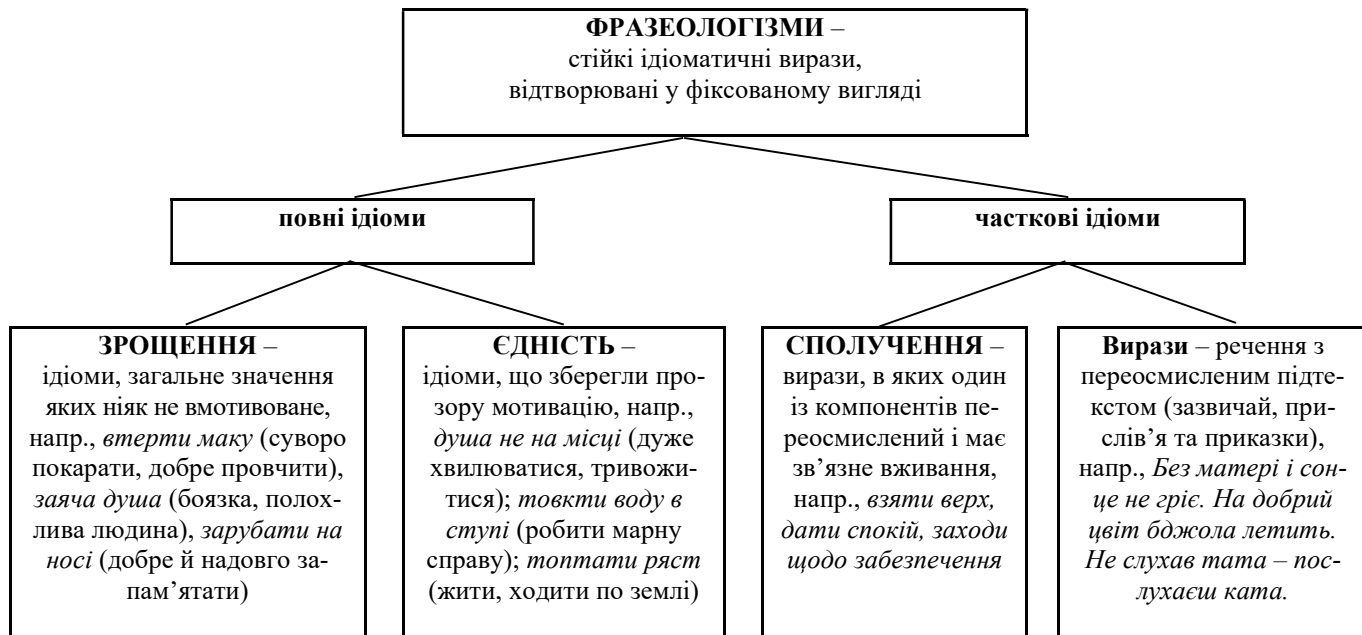 ФРАЗЕОЛОГІЗМИ –
стійкі ідіоматичні вирази,
відтворювані у фіксованому вигляді
повні ідіоми
часткові ідіоми
ЗРОЩЕННЯ –
ідіоми, загальне значення
яких ніяк не вмотивоване,
напр., втерти маку (суворо
покарати, добре провчити),
заяча душа (боязка, полох-
лива людина), зарубати на
носі (добре й надовго за-
пам’ятати)
ЄДНІСТЬ –
ідіоми, що зберегли про-
зору мотивацію, напр.,
душа не на місці (дуже
хвилюватися, тривожи-
тися); товкти воду в
ступі (робити марну
справу); топтати ряст
(жити, ходити по землі)
СПОЛУЧЕННЯ –
вирази, в яких один
із компонентів пе-
реосмислений і має
зв’язне вживання,
напр., взяти верх,
дати спокій, заходи
щодо забезпечення
Вирази – речення з
переосмисленим підте-
кстом (зазвичай, при-
слів’я та приказки),
напр., Без матері і сон-
це не гріє. На добрий
цвіт бджола летить.
Не слухав тата – пос-
лухаєш ката.